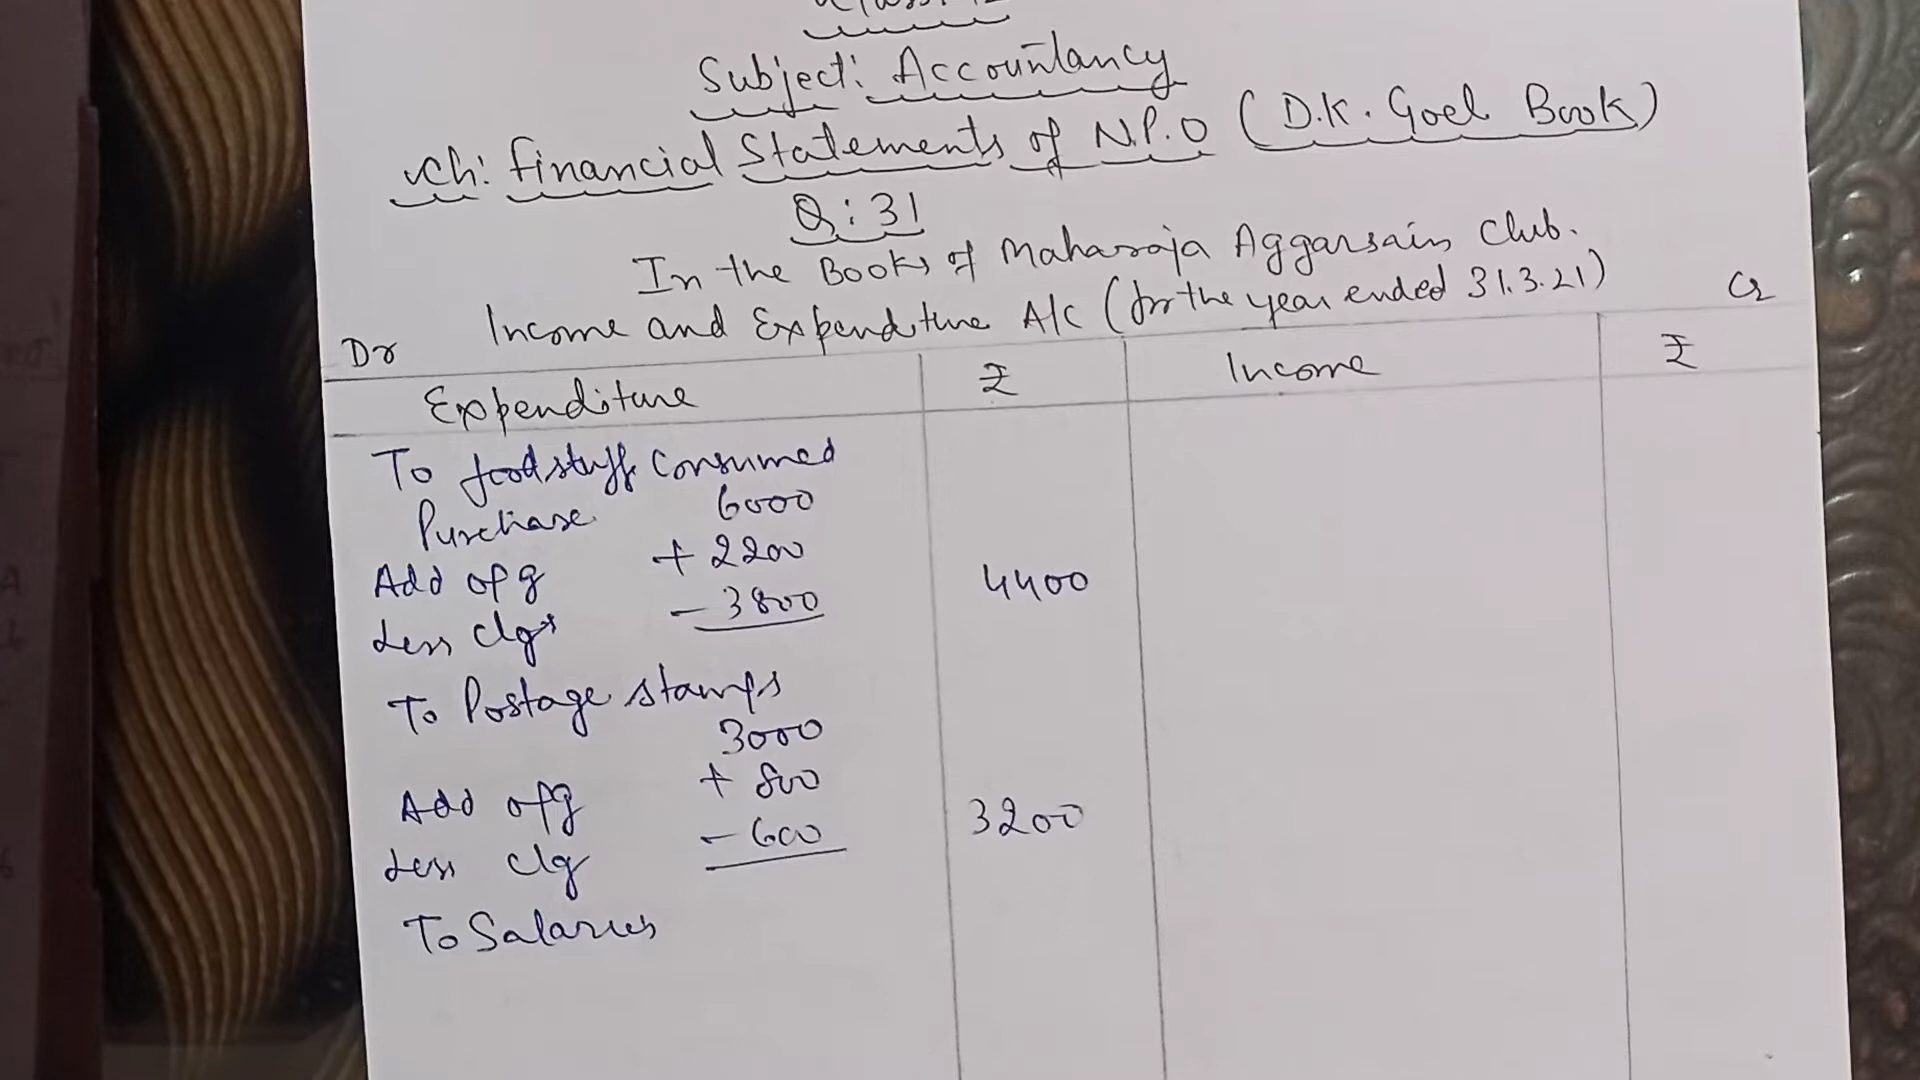 Subject: Accountancy
Ch: Financial Statements of N.P.O (D.K. Goel Book)
Q: 31
In the Books of Maharaja Aggarsain Club.
Income and Expenditure A/c (for the year ended 31.3.21)
Dr Cr
Expenditure ₹ Income ₹
To foodstuff Consumed
Purchase 6000
Add opg + 2200
Less clg - 3800 4400
To Postage stamps
3000
Add opg + 800
Less clg - 600 3200
To Salaries